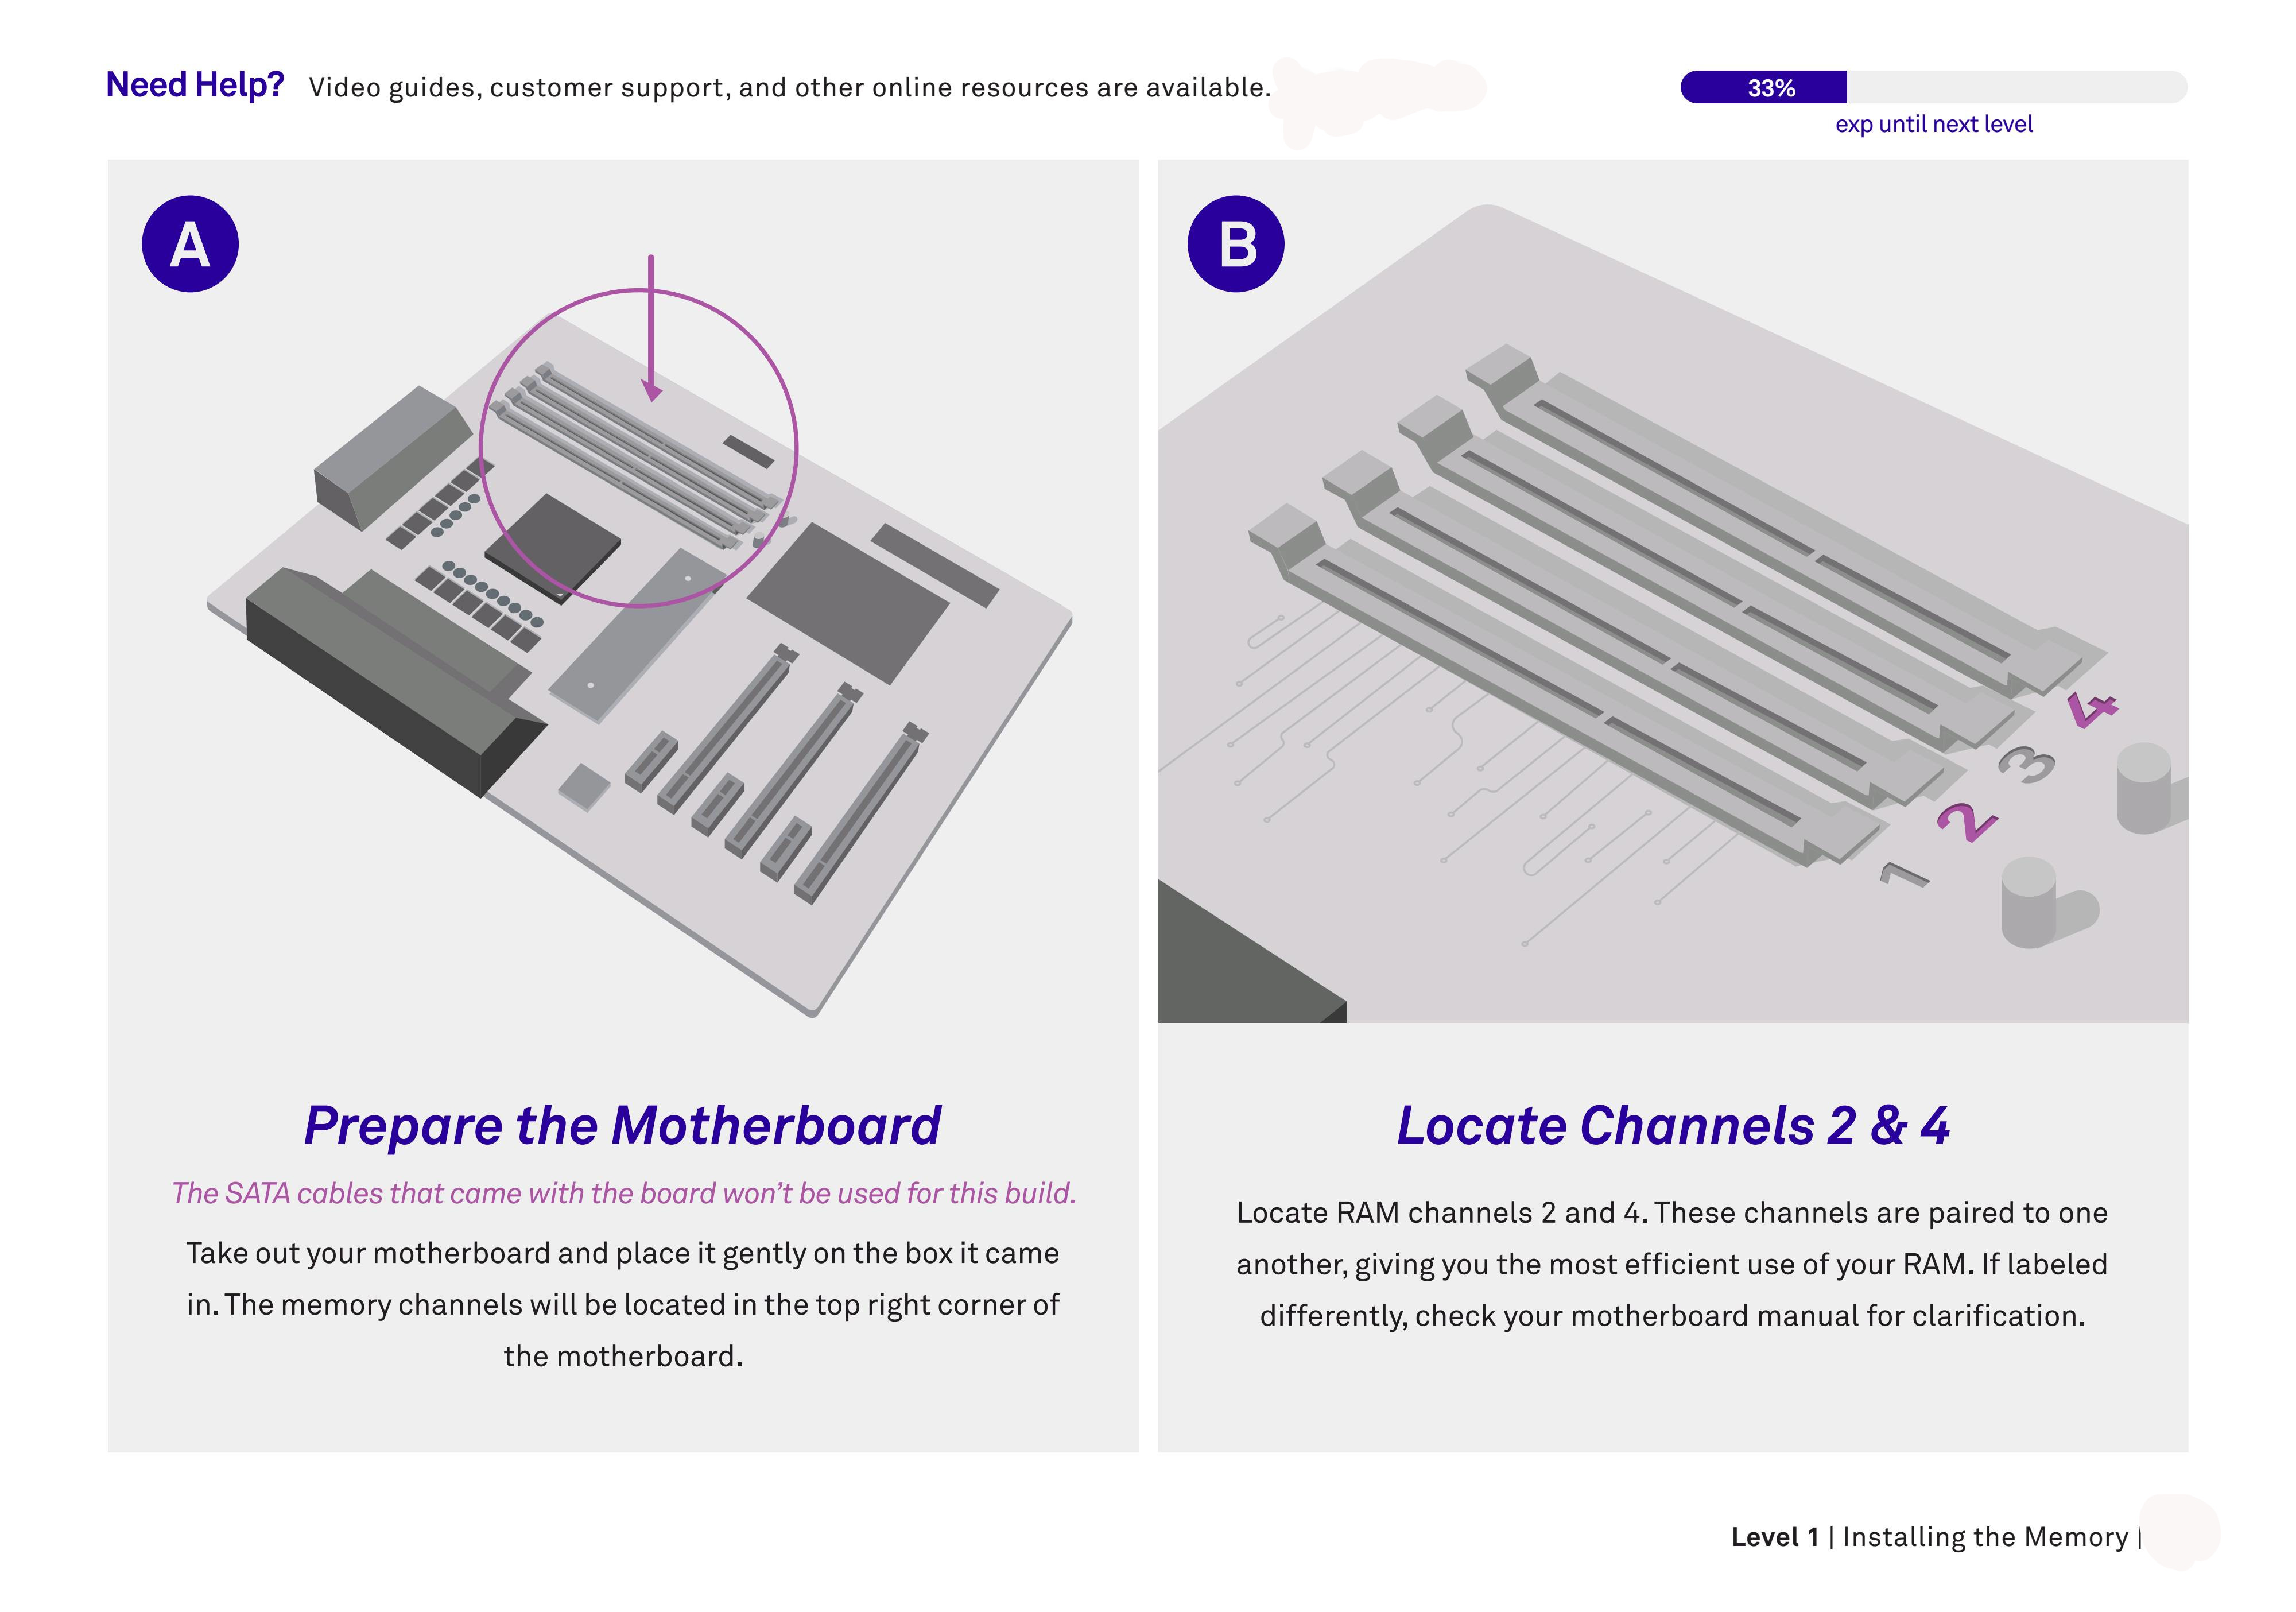 Need Help? Video guides, customer support, and other online resources are available.
33%
exp until next level
A
Prepare the Motherboard
The SATA cables that came with the board won’t be used for this build.
Take out your motherboard and place it gently on the box it came
in. The memory channels will be located in the top right corner of
the motherboard.
B
4
3
2
1
Locate Channels 2 & 4
Locate RAM channels 2 and 4. These channels are paired to one
another, giving you the most efficient use of your RAM. If labeled
differently, check your motherboard manual for clarification.
Level 1 | Installing the Memory |